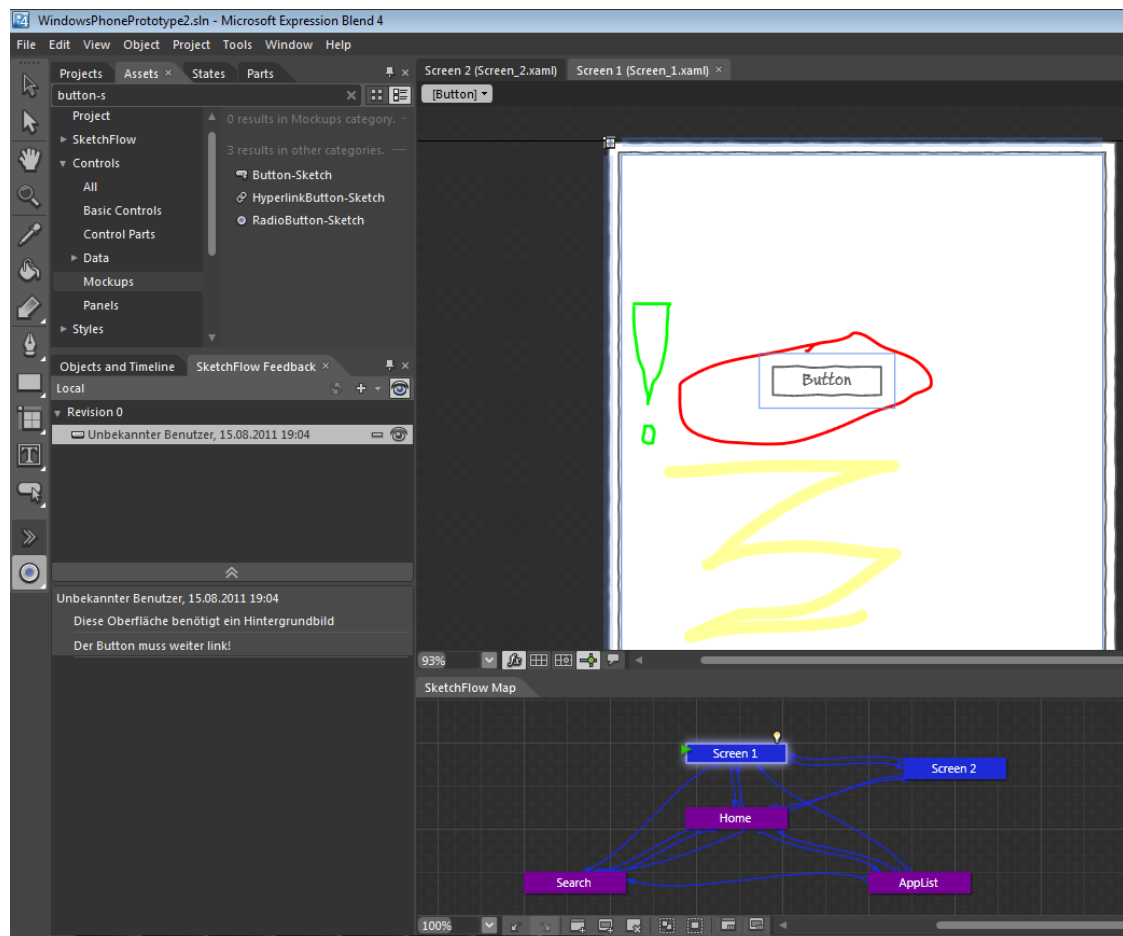 WindowsPhonePrototype2.sln - Microsoft Expression Blend 4
File Edit View Object Project Tools Window Help
Projects Assets × States Parts
Screen 2 (Screen_2.xaml) Screen 1 (Screen_1.xaml) ×
button-s
[Button]
Project
0 results in Mockups category.
SketchFlow
3 results in other categories.
Controls
Button-Sketch
All
HyperlinkButton-Sketch
Basic Controls
RadioButton-Sketch
Control Parts
Data
Mockups
Panels
Styles
Objects and Timeline SketchFlow Feedback ×
Local
Revision 0
Unbekannter Benutzer, 15.08.2011 19:04
Button
Unbekannter Benutzer, 15.08.2011 19:04
Diese Oberfläche benötigt ein Hintergrundbild
Der Button muss weiter link!
93%
SketchFlow Map
Screen 1
Screen 2
Home
Search
AppList
100%